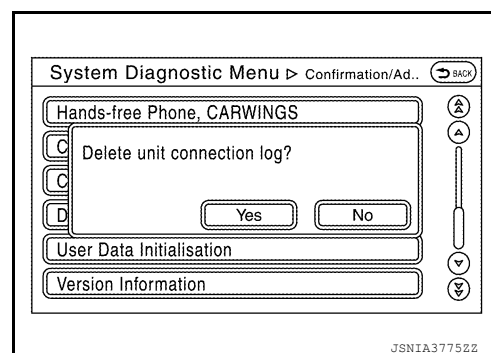 System Diagnostic Menu ▷ Confirmation/Ad.. BACK
Hands-free Phone, CARWINGS
C
Delete unit connection log?
C
D
Yes No
User Data Initialisation
Version Information
JSNIA3775ZZ